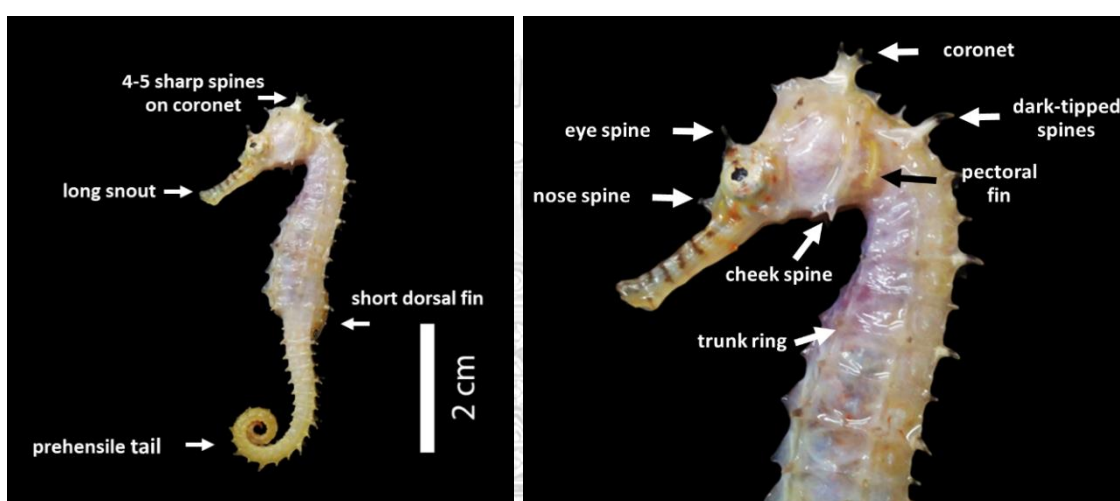 4-5 sharp spines
on coronet
long snout
short dorsal fin
2 cm
prehensile tail
coronet
dark-tipped
spines
eye spine
pectoral
fin
nose spine
cheek spine
trunk ring